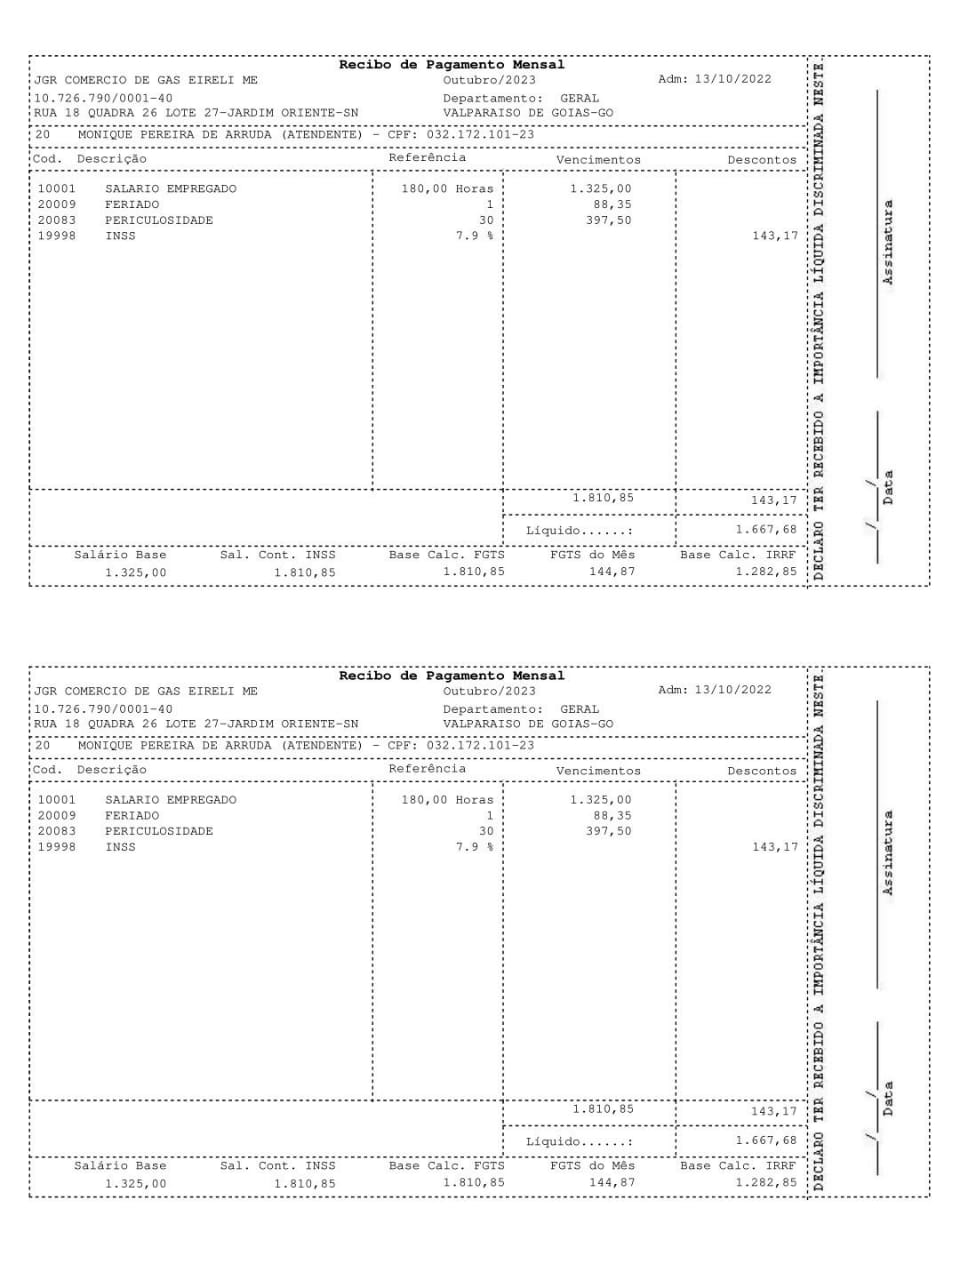 Recibo de Pagamento Mensal
JGR COMERCIO DE GAS EIRELI ME Outubro/2023 Adm: 13/10/2022
10.726.790/0001-40 Departamento: GERAL
RUA 18 QUADRA 26 LOTE 27-JARDIM ORIENTE-SN VALPARAISO DE GOIAS-GO
20 MONIQUE PEREIRA DE ARRUDA (ATENDENTE) - CPF: 032.172.101-23
Cod. Descrição Referência Vencimentos Descontos
10001 SALARIO EMPREGADO 180,00 Horas 1.325,00
20009 FERIADO 1 88,35
20083 PERICULOSIDADE 30 397,50
19998 INSS 7.9 % 143,17
1.810,85 143,17
Líquido......: 1.667,68
Salário Base Sal. Cont. INSS Base Calc. FGTS FGTS do Mês Base Calc. IRRF
1.325,00 1.810,85 1.810,85 144,87 1.282,85
DECLARO TER RECEBIDO A IMPORTÂNCIA LÍQUIDA DISCRIMINADA NESTE.
Assinatura
__/__/__
Data
Recibo de Pagamento Mensal
JGR COMERCIO DE GAS EIRELI ME Outubro/2023 Adm: 13/10/2022
10.726.790/0001-40 Departamento: GERAL
RUA 18 QUADRA 26 LOTE 27-JARDIM ORIENTE-SN VALPARAISO DE GOIAS-GO
20 MONIQUE PEREIRA DE ARRUDA (ATENDENTE) - CPF: 032.172.101-23
Cod. Descrição Referência Vencimentos Descontos
10001 SALARIO EMPREGADO 180,00 Horas 1.325,00
20009 FERIADO 1 88,35
20083 PERICULOSIDADE 30 397,50
19998 INSS 7.9 % 143,17
1.810,85 143,17
Líquido......: 1.667,68
Salário Base Sal. Cont. INSS Base Calc. FGTS FGTS do Mês Base Calc. IRRF
1.325,00 1.810,85 1.810,85 144,87 1.282,85
DECLARO TER RECEBIDO A IMPORTÂNCIA LÍQUIDA DISCRIMINADA NESTE.
Assinatura
__/__/__
Data